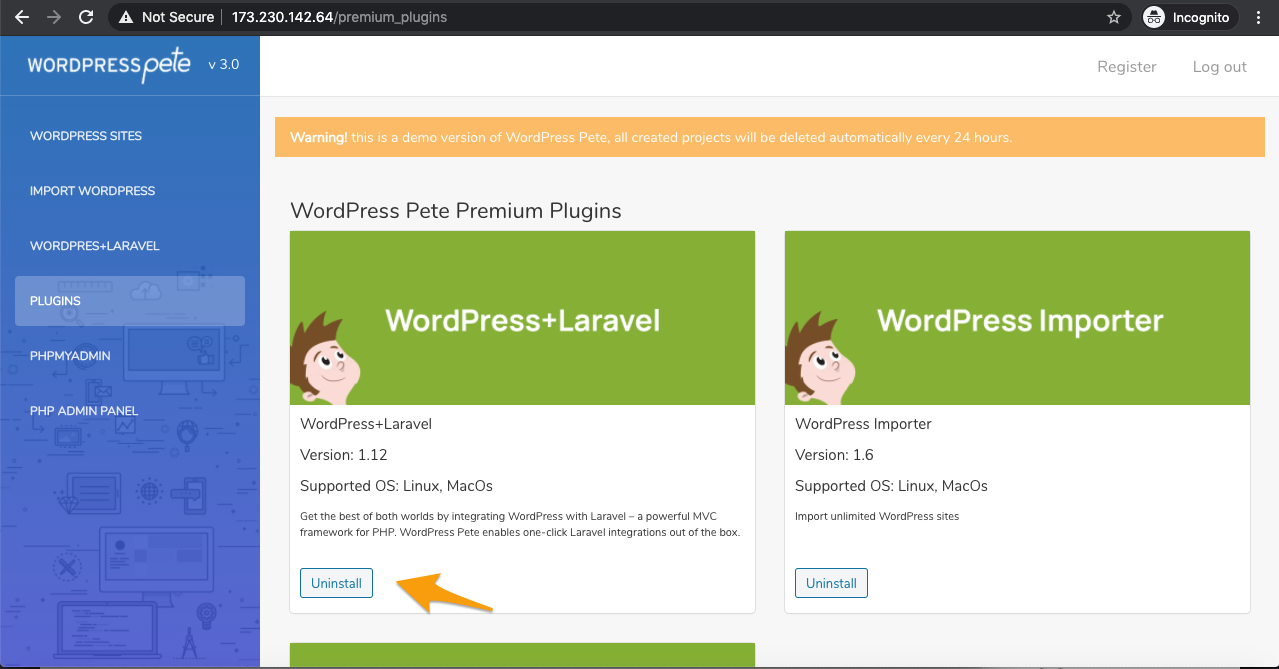 Not Secure 173.230.142.64/premium_plugins Incognito
WORDPRESS pete v 3.0
Register Log out
WORDPRESS SITES
IMPORT WORDPRESS
WORDPRES+LARAVEL
PLUGINS
PHPMYADMIN
PHP ADMIN PANEL
Warning! this is a demo version of WordPress Pete, all created projects will be deleted automatically every 24 hours.
WordPress Pete Premium Plugins
WordPress+Laravel
WordPress+Laravel
Version: 1.12
Supported OS: Linux, MacOs
Get the best of both worlds by integrating WordPress with Laravel – a powerful MVC
framework for PHP. WordPress Pete enables one-click Laravel integrations out of the box.
Uninstall
WordPress Importer
WordPress Importer
Version: 1.6
Supported OS: Linux, MacOs
Import unlimited WordPress sites
Uninstall